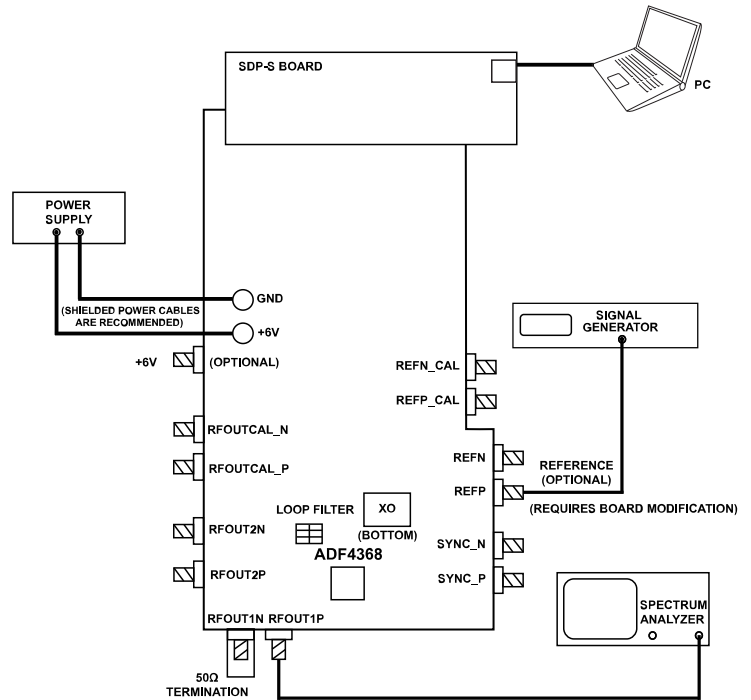 SDP-S BOARD
PC
POWER
SUPPLY
GND
(SHIELDED POWER CABLES
ARE RECOMMENDED)
+6V
+6V
(OPTIONAL)
SIGNAL
GENERATOR
REFN_CAL
REFP_CAL
RFOUTCAL_N
RFOUTCAL_P
REFN
REFP
REFERENCE
(OPTIONAL)
(REQUIRES BOARD MODIFICATION)
LOOP FILTER
XO
(BOTTOM)
RFOUT2N
RFOUT2P
ADF4368
SYNC_N
SYNC_P
RFOUT1N
RFOUT1P
50Ω
TERMINATION
SPECTRUM
ANALYZER